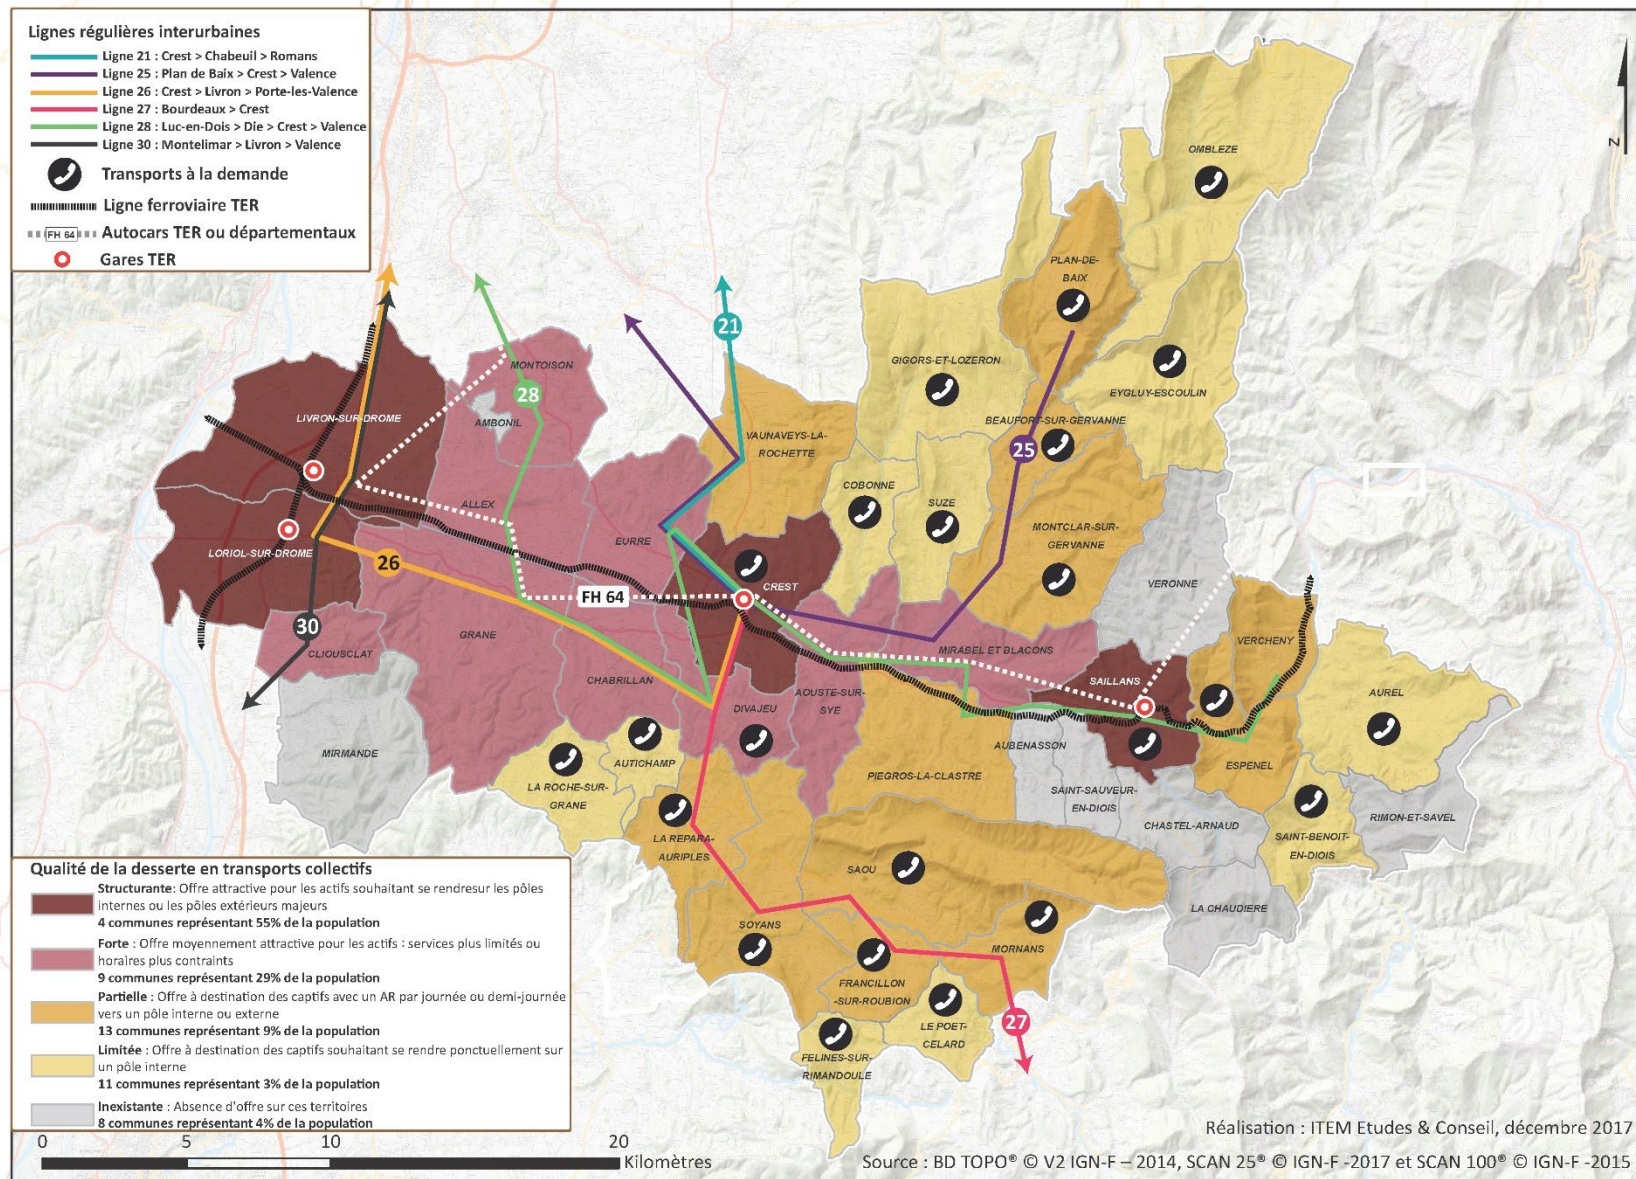 Lignes régulières interurbaines
Ligne 21 : Crest > Chabeuil > Romans
Ligne 25 : Plan de Baix > Crest > Valence
Ligne 26 : Crest > Livron > Porte-les-Valence
Ligne 27 : Bourdeaux > Crest
Ligne 28 : Luc-en-Dois > Die > Crest > Valence
Ligne 30 : Montelimar > Livron > Valence
Transports à la demande
Ligne ferroviaire TER
FH 64 Autocars TER ou départementaux
Gares TER
N
OMBLEZE
PLAN-DE-
BAIX
21
GIGORS-ET-LOZERON
EYGLUY-ESCOULIN
MONTOISON
28
LIVRON-SUR-DROME
AMBONIL
BEAUFORT-SUR-GERVANNE
25
VAUNAVEYS-LA-
ROCHETTE
COBONNE
SUZE
ALLEX
MONTCLAR-SUR-
GERVANNE
EURRE
LORIOL-SUR-DROME
26
CREST
VERONNE
FH 64
30
CLIOUSCLAT
GRANE
MIRABEL ET BLACONS
VERCHENY
CHABRILLAN
SAILLANS
AUREL
DIVAJEU
AOUSTE-SUR-
SYE
MIRMANDE
AUTICHAMP
AUBENASSON
ESPENEL
LA ROCHE-SUR-
GRANE
PIEGROS-LA-CLASTRE
SAINT-SAUVEUR-
EN-DIOIS
CHASTEL-ARNAUD
RIMON-ET-SAVEL
LA REPARA-
AURIPLES
SAINT-BENOIT-
EN-DIOIS
SAOU
LA CHAUDIERE
SOYANS
MORNANS
FRANCILLON
-SUR-ROUBION
LE POET-
CELARD
27
FELINES-SUR-
RIMANDOULE
Qualité de la desserte en transports collectifs
Structurante: Offre attractive pour les actifs souhaitant se rendresur les pôles
internes ou les pôles extérieurs majeurs
4 communes représentant 55% de la population
Forte : Offre moyennement attractive pour les actifs : services plus limités ou
horaires plus contraints
9 communes représentant 29% de la population
Partielle : Offre à destination des captifs avec un AR par journée ou demi-journée
vers un pôle interne ou externe
13 communes représentant 9% de la population
Limitée : Offre à destination des captifs souhaitant se rendre ponctuellement sur
un pôle interne
11 communes représentant 3% de la population
Inexistante : Absence d'offre sur ces territoires
8 communes représentant 4% de la population
0 5 10 20
Kilomètres
Réalisation : ITEM Etudes & Conseil, décembre 2017
Source : BD TOPO® © V2 IGN-F – 2014, SCAN 25® © IGN-F -2017 et SCAN 100® © IGN-F -2015